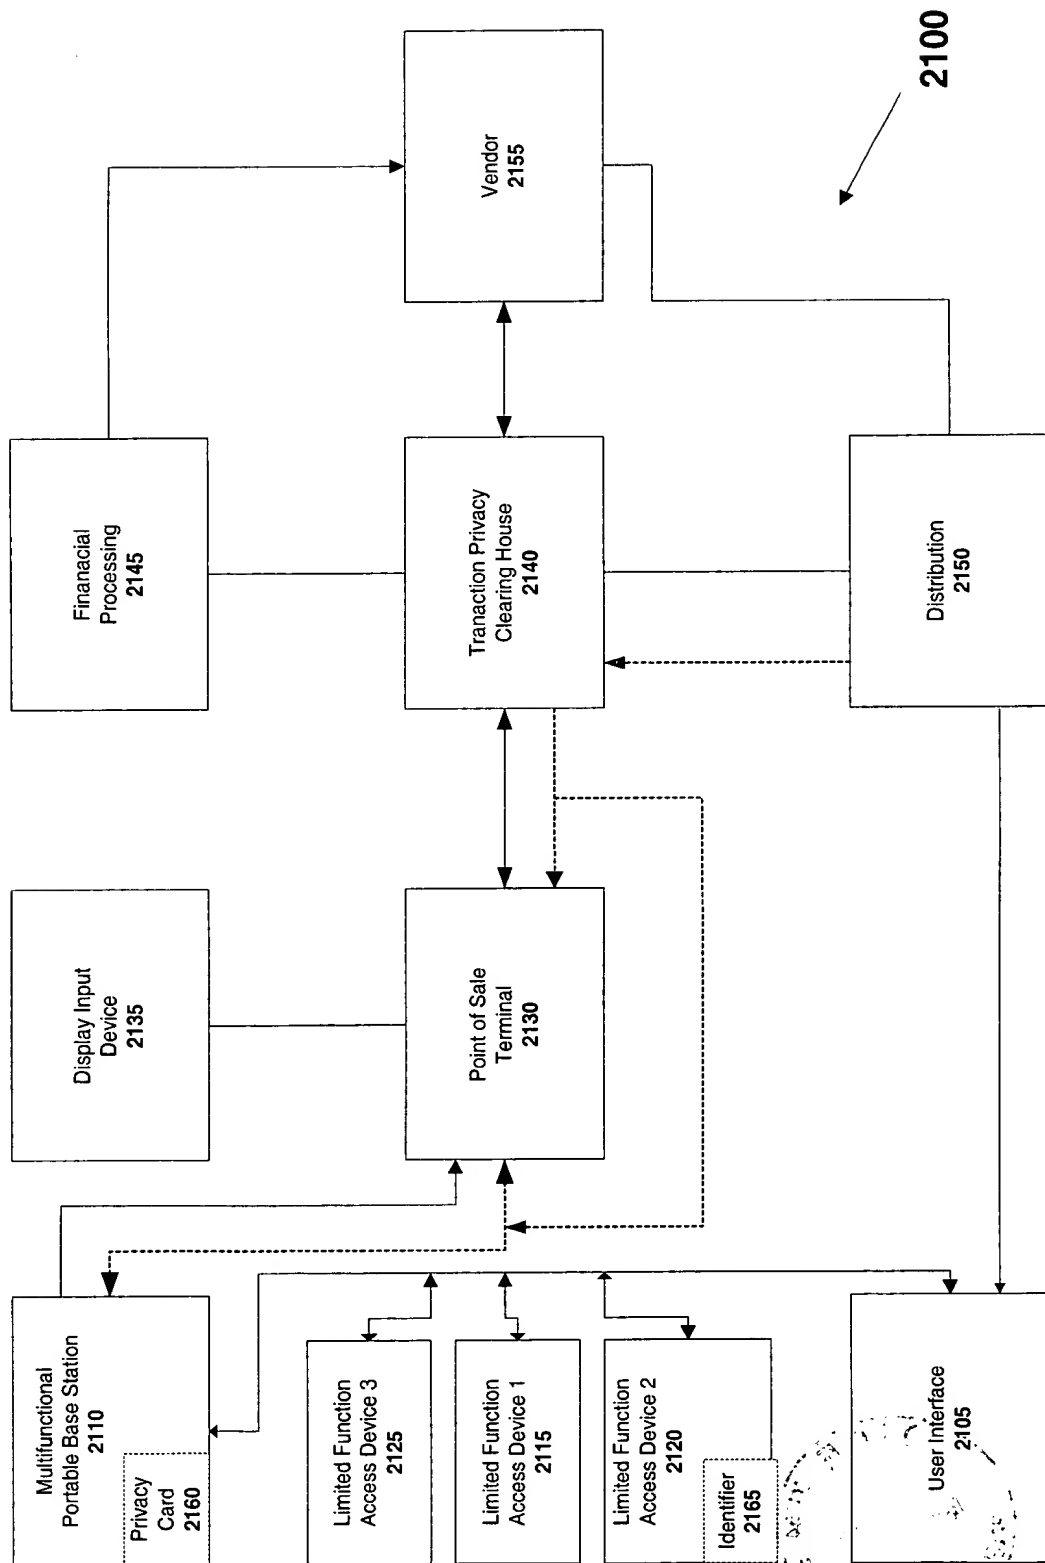 Multifunctional
Portable Base Station
2110
Privacy
Card
2160
Limited Function
Access Device 3
2125
Limited Function
Access Device 1
2115
Limited Function
Access Device 2
2120
Identifier
2165
User Interface
2105
Display Input
Device
2135
Point of Sale
Terminal
2130
Finanacial
Processing
2145
Tranaction Privacy
Clearing House
2140
Distribution
2150
Vendor
2155
2100